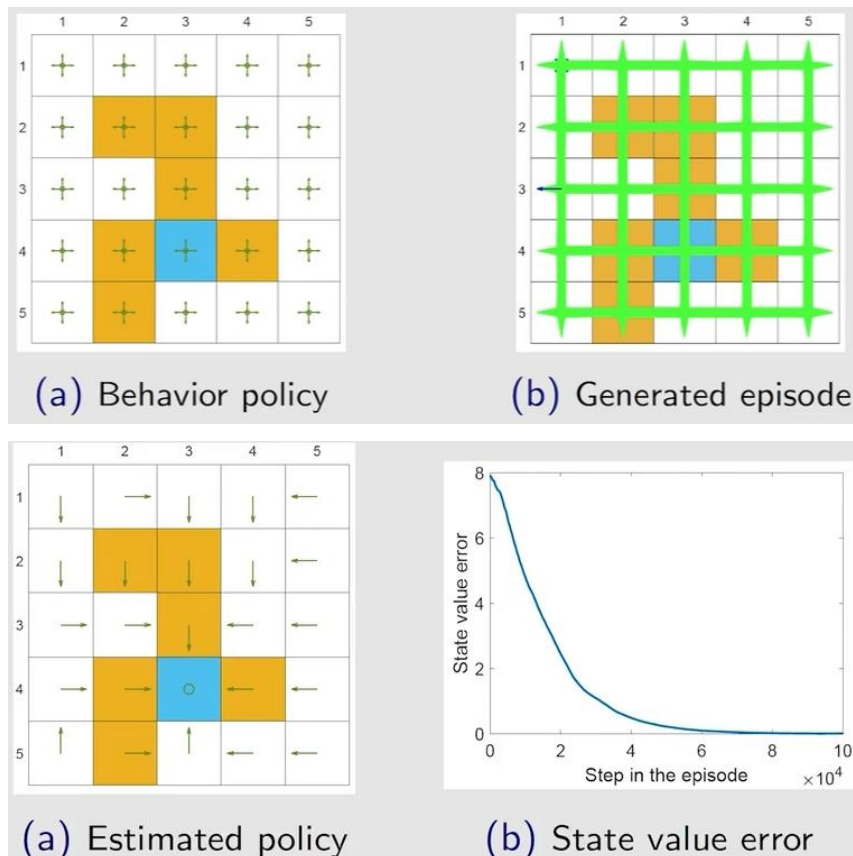 1 2 3 4 5
1
2
3
4
5
(a) Behavior policy
1 2 3 4 5
1
2
3
4
5
(b) Generated episode
1 2 3 4 5
1
2
3
4
5
(a) Estimated policy
8
6
4
2
0
State value error
0 2 4 6 8 10
Step in the episode
×10⁴
(b) State value error